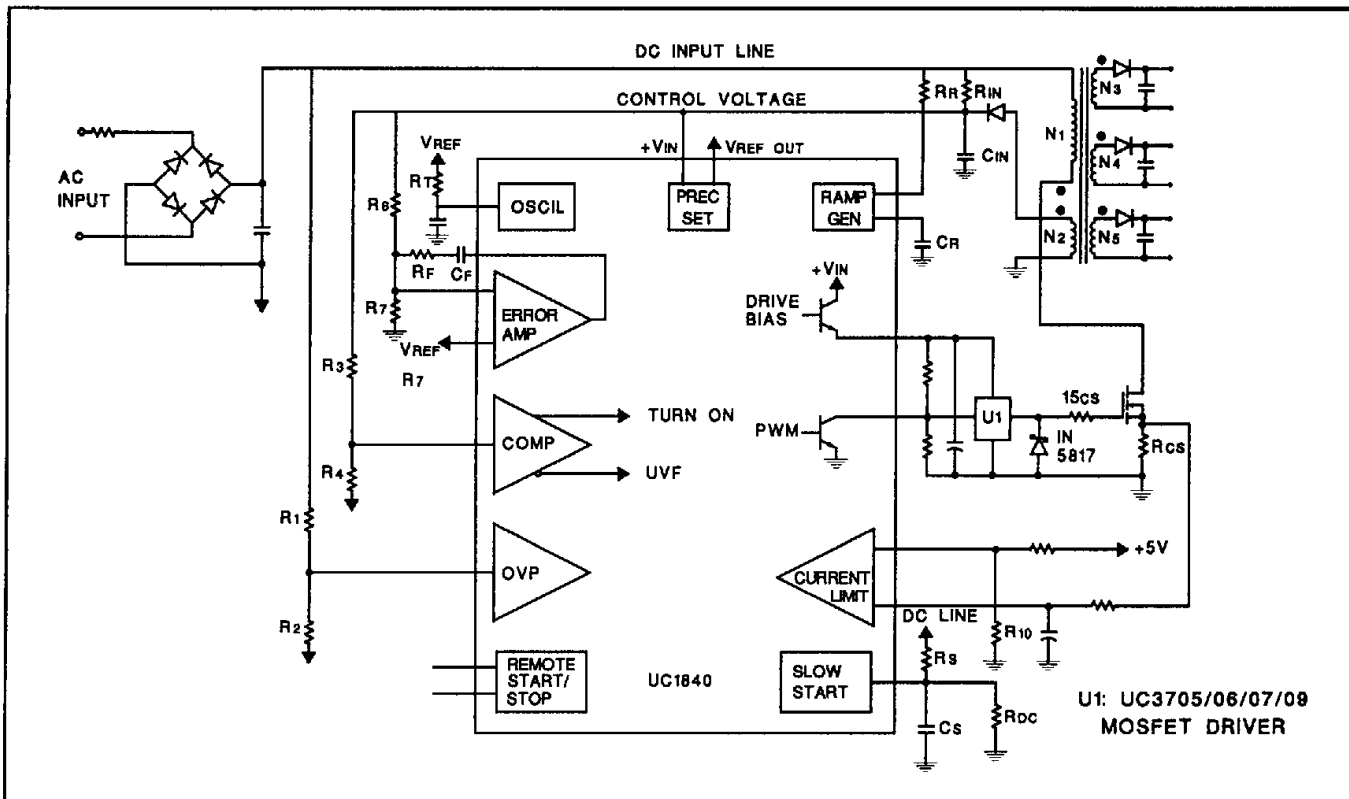 DC INPUT LINE
CONTROL VOLTAGE
AC
INPUT
VREF
RT
+VIN
VREF OUT
RR
RIN
CIN
N1
N2
N3
N4
N5
OSCIL
PREC
SET
RAMP
GEN
CR
R6
RF
CF
R7
ERROR
AMP
VREF
R7
+VIN
DRIVE
BIAS
R3
COMP
TURN ON
UVF
R4
PWM
U1
15CS
IN
5817
RCS
R1
OVP
R2
CURRENT
LIMIT
+5V
DC LINE
R10
RS
REMOTE
START/
STOP
UC1840
SLOW
START
CS
RDC
U1: UC3705/06/07/09
MOSFET DRIVER